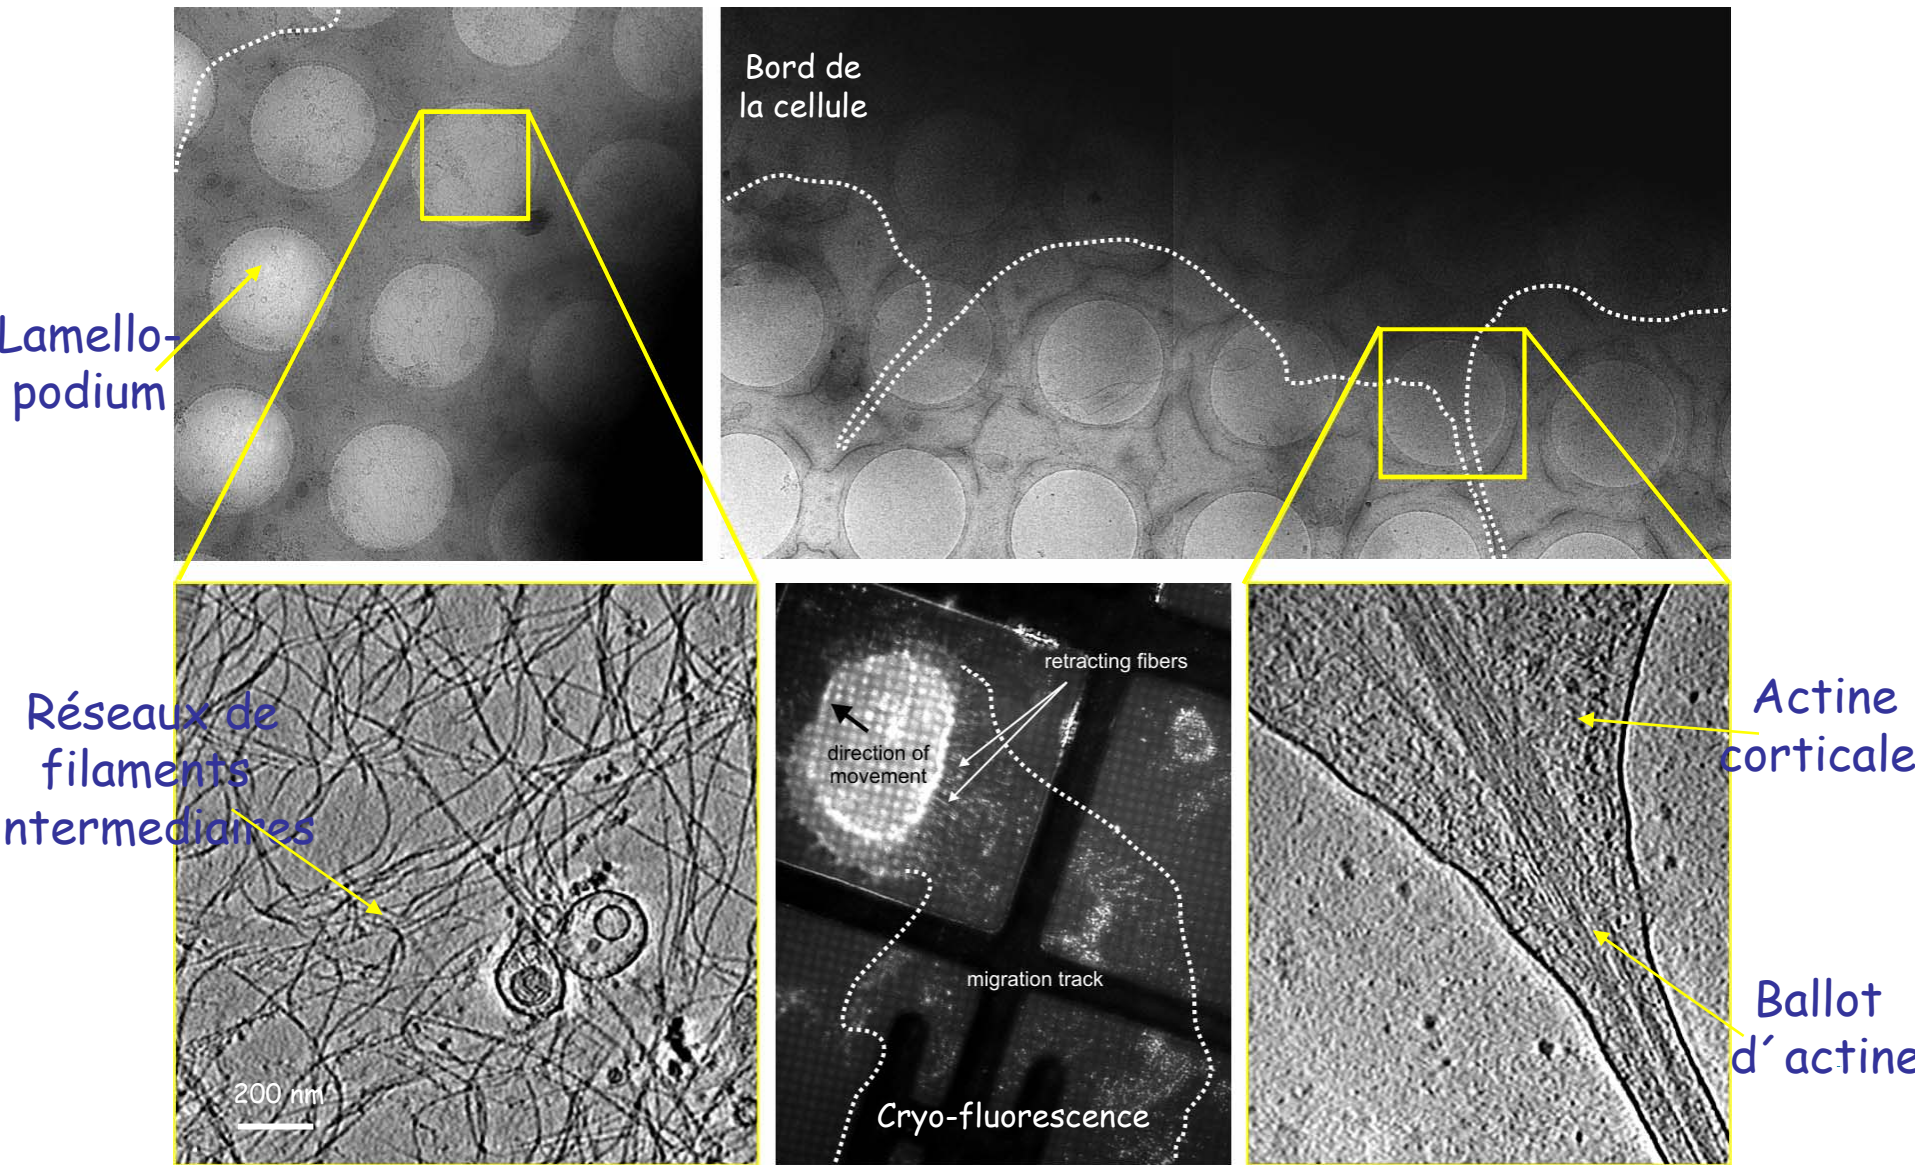 Bord de
la cellule
Lamello-
podium
retracting fibers
direction of
movement
Réseaux de
filaments
ntermediaires
Actine
corticale
migration track
Ballot
d´actine
200 nm
Cryo-fluorescence